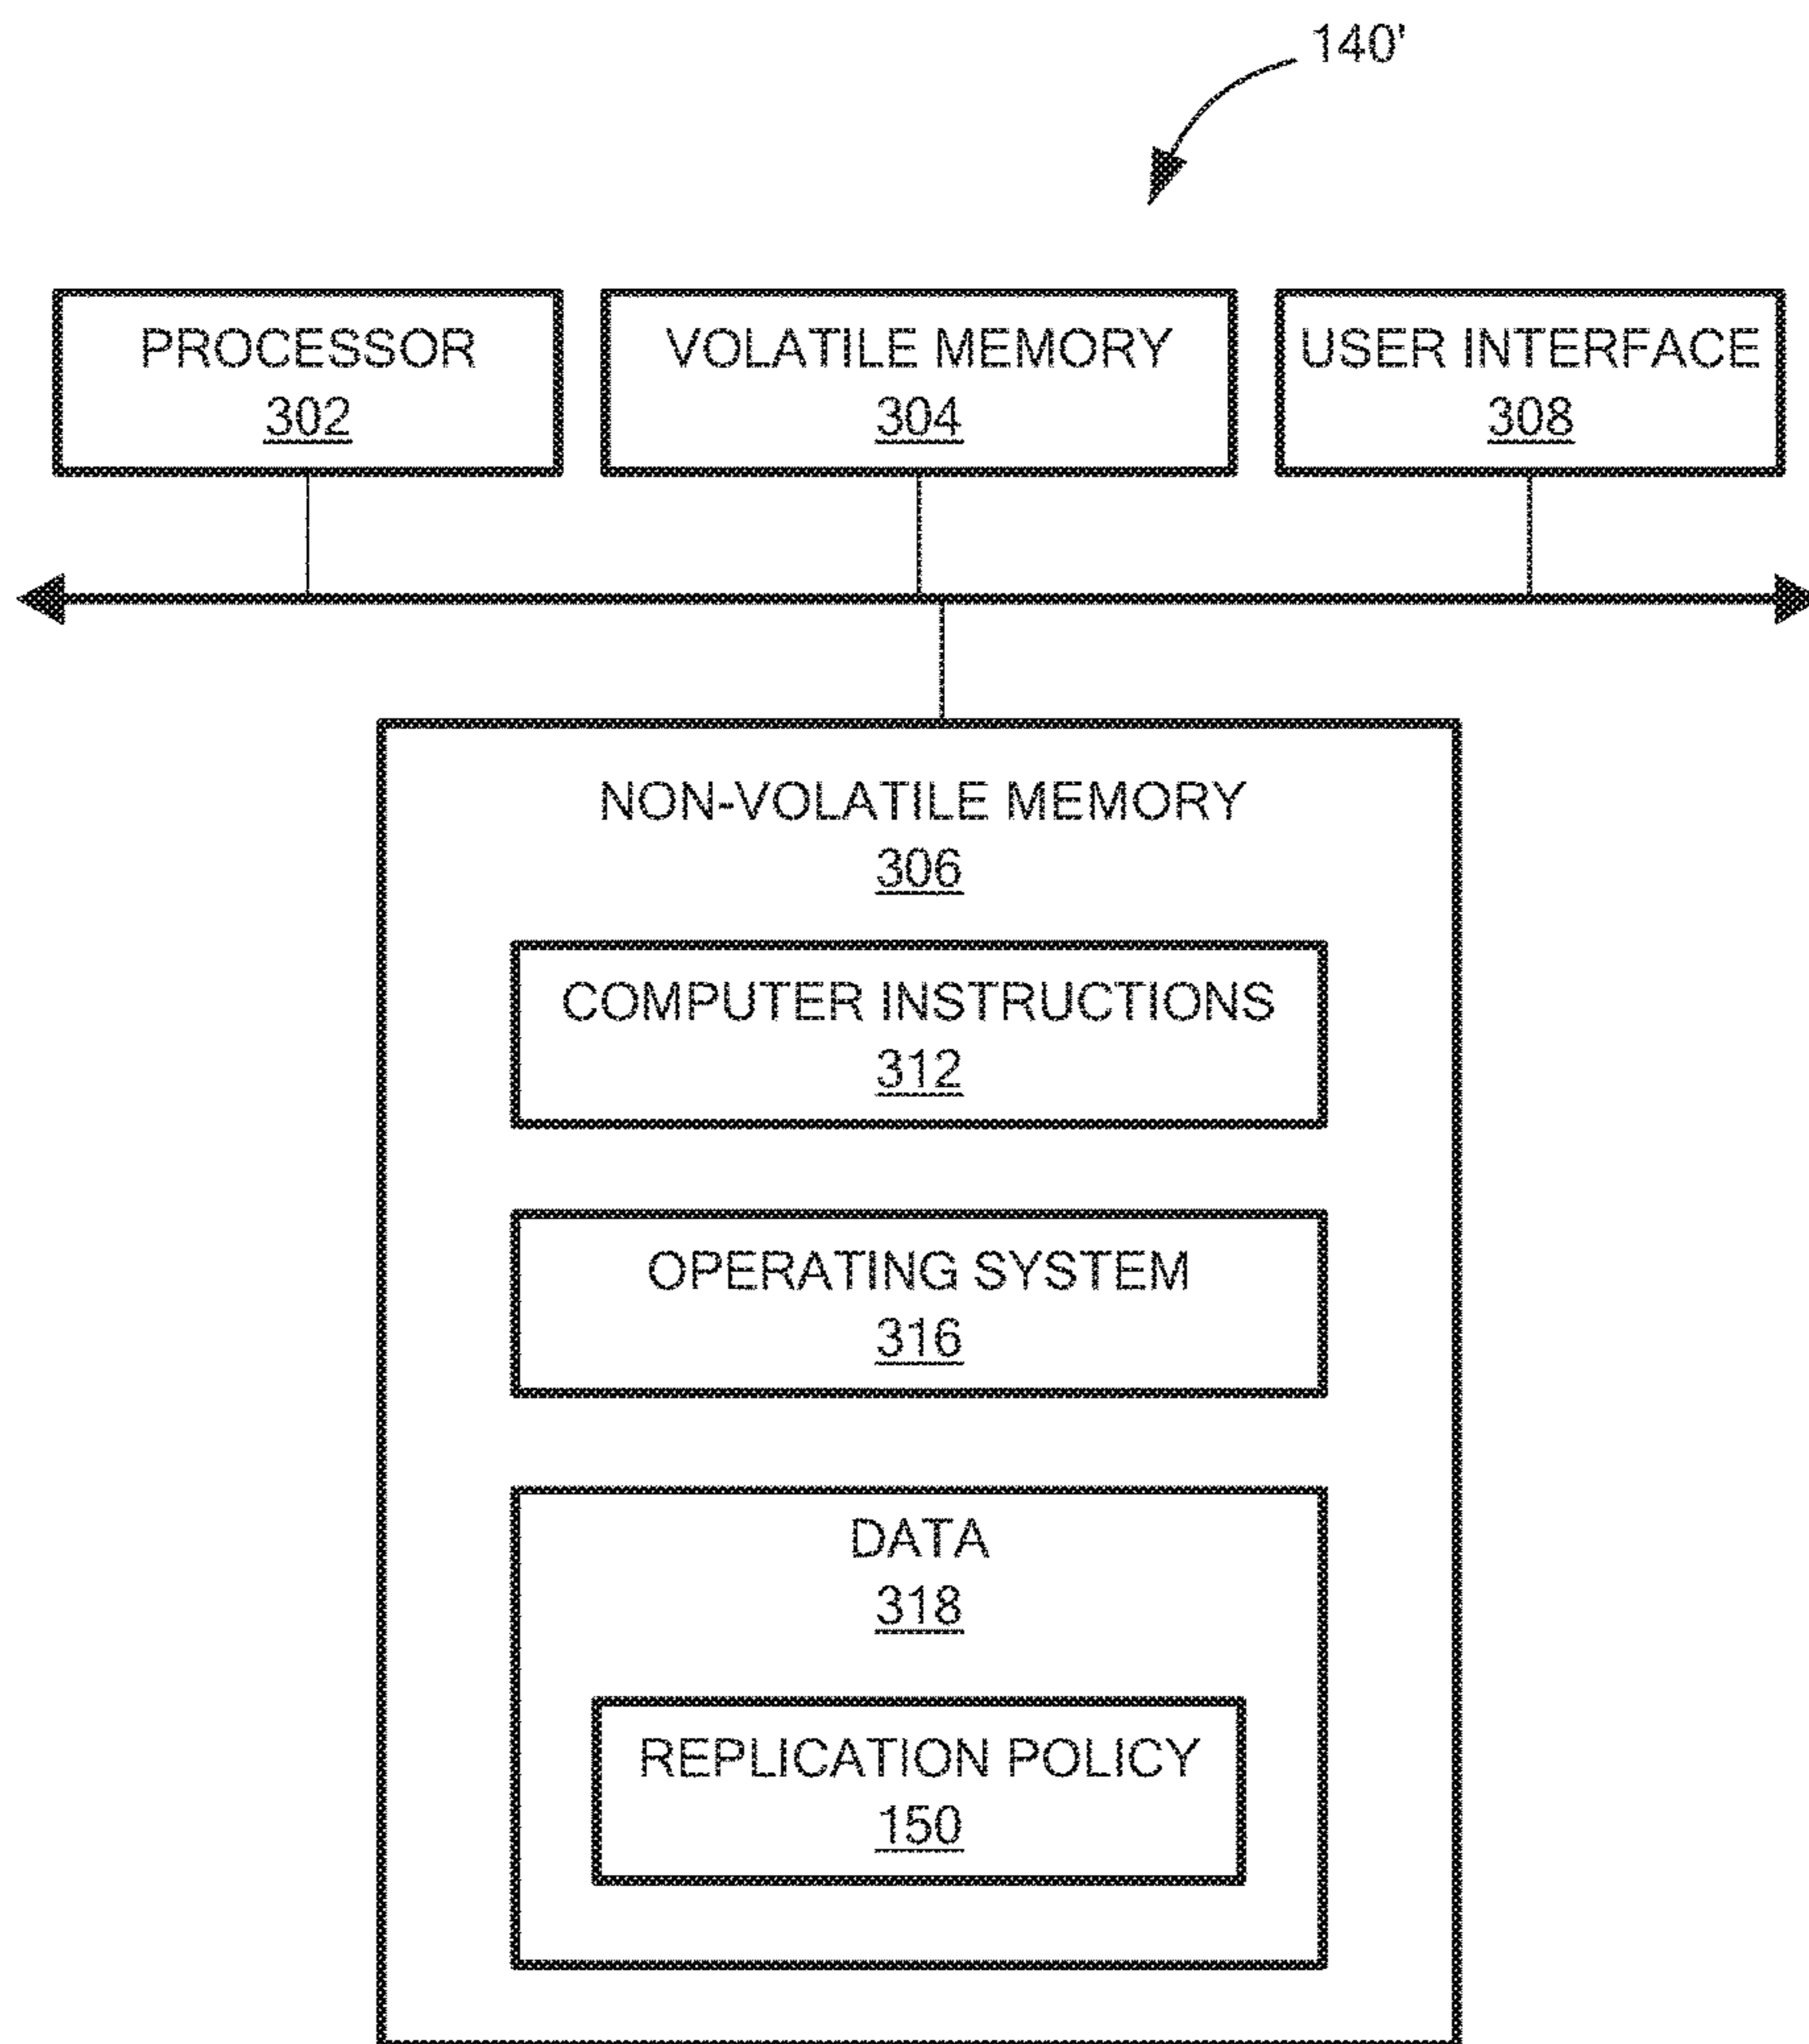 140'
PROCESSOR
302
VOLATILE MEMORY
304
USER INTERFACE
308
NON-VOLATILE MEMORY
306
COMPUTER INSTRUCTIONS
312
OPERATING SYSTEM
316
DATA
318
REPLICATION POLICY
150